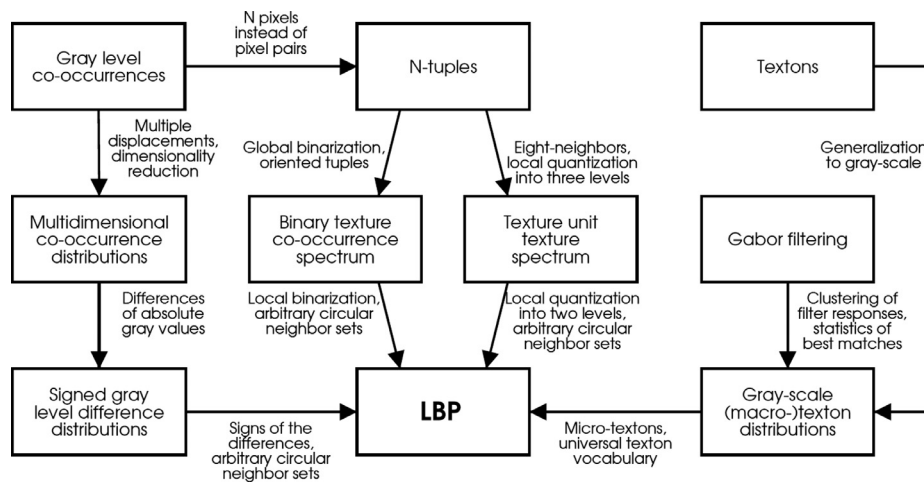 N pixels
instead of
pixel pairs
Gray level
co-occurrences
N-tuples
Textons
Multiple
displacements,
dimensionality
reduction
Global binarization,
oriented tuples
Eight-neighbors,
local quantization
into three levels
Generalization
to gray-scale
Multidimensional
co-occurrence
distributions
Binary texture
co-occurrence
spectrum
Texture unit
texture
spectrum
Gabor filtering
Differences
of absolute
gray values
Local binarization,
arbitrary circular
neighbor sets
Local quantization
into two levels,
arbitrary circular
neighbor sets
Clustering of
filter responses,
statistics of
best matches
Signed gray
level difference
distributions
LBP
Gray-scale
(macro-)texton
distributions
Signs of the
differences,
arbitrary circular
neighbor sets
Micro-textons,
universal texton
vocabulary